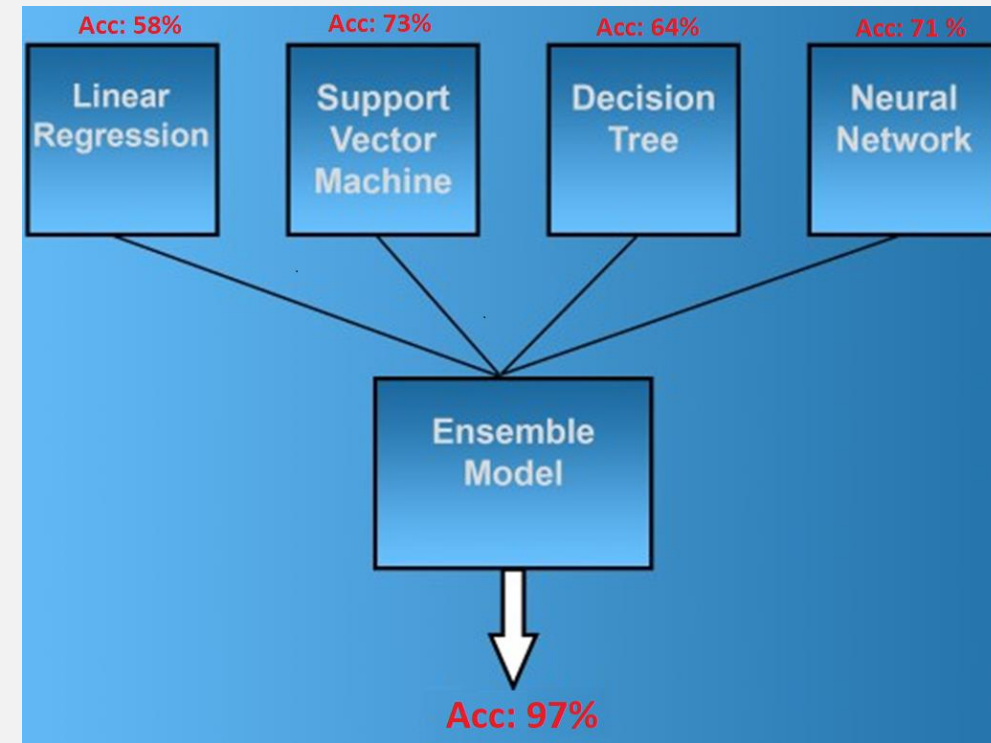 Acc: 58%
Acc: 73%
Acc: 64%
Acc: 71 %
Linear
Regression
Support
Vector
Machine
Decision
Tree
Neural
Network
Ensemble
Model
Acc: 97%